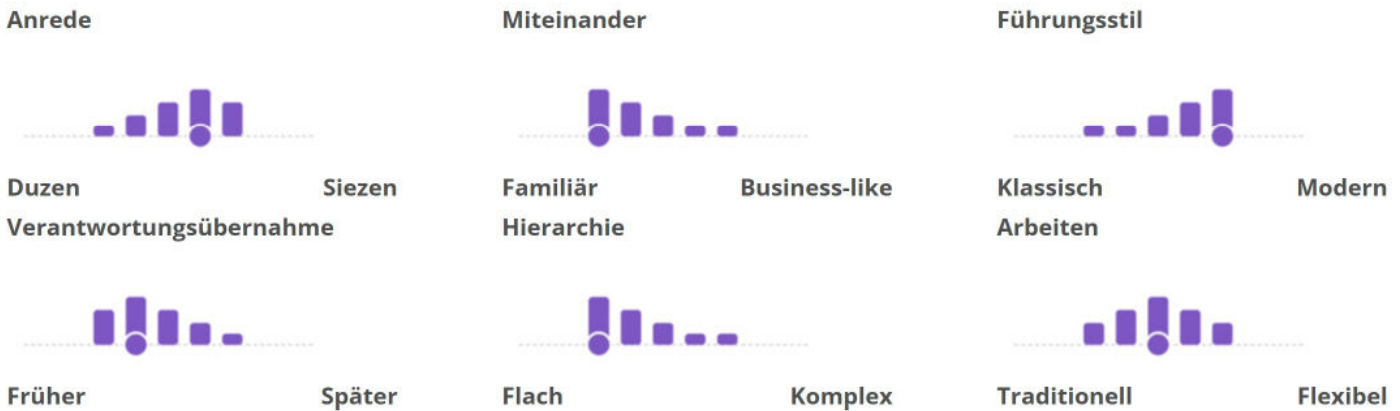 Anrede
Miteinander
Führungsstil
Duzen
Siezen
Familiär
Business-like
Klassisch
Modern
Verantwortungsübernahme
Hierarchie
Arbeiten
Früher
Später
Flach
Komplex
Traditionell
Flexibel